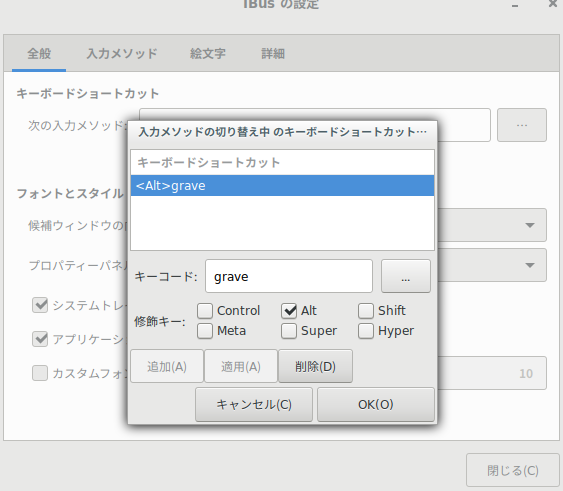 IBus の設定
全般 入力メソッド 絵文字 詳細
キーボードショートカット
次の入力メソッド
...
入力メソッドの切り替え中 のキーボードショートカット…
キーボードショートカット
<Alt>grave
フォントとスタイル
候補ウィンドウの
プロパティーパネル
キーコード: grave ...
修飾キー: Control Alt Shift
Meta Super Hyper
システムトレ
アプリケーシ
カスタムフォン 10
追加(A) 適用(A) 削除(D)
キャンセル(C) OK(O)
閉じる(C)